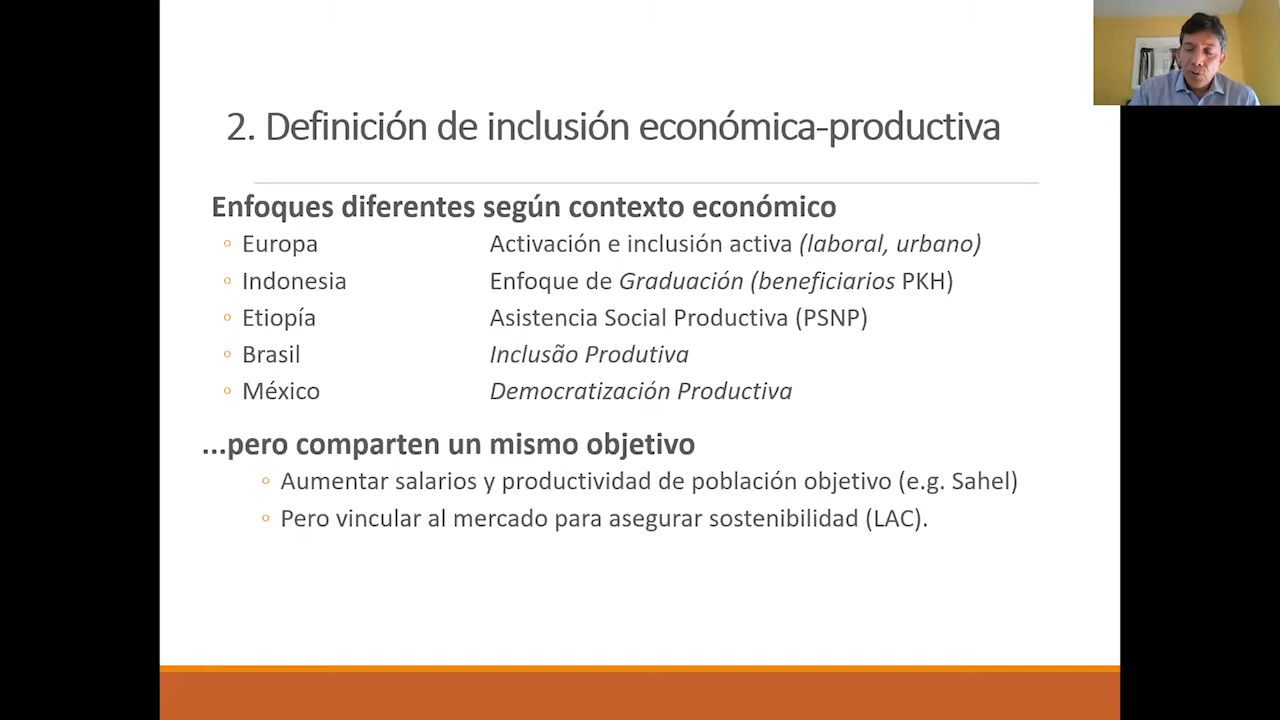 2. Definición de inclusión económica-productiva
Enfoques diferentes según contexto económico
◦ Europa Activación e inclusión activa (laboral, urbano)
◦ Indonesia Enfoque de Graduación (beneficiarios PKH)
◦ Etiopía Asistencia Social Productiva (PSNP)
◦ Brasil Inclusão Produtiva
◦ México Democratización Productiva
...pero comparten un mismo objetivo
◦ Aumentar salarios y productividad de población objetivo (e.g. Sahel)
◦ Pero vincular al mercado para asegurar sostenibilidad (LAC).